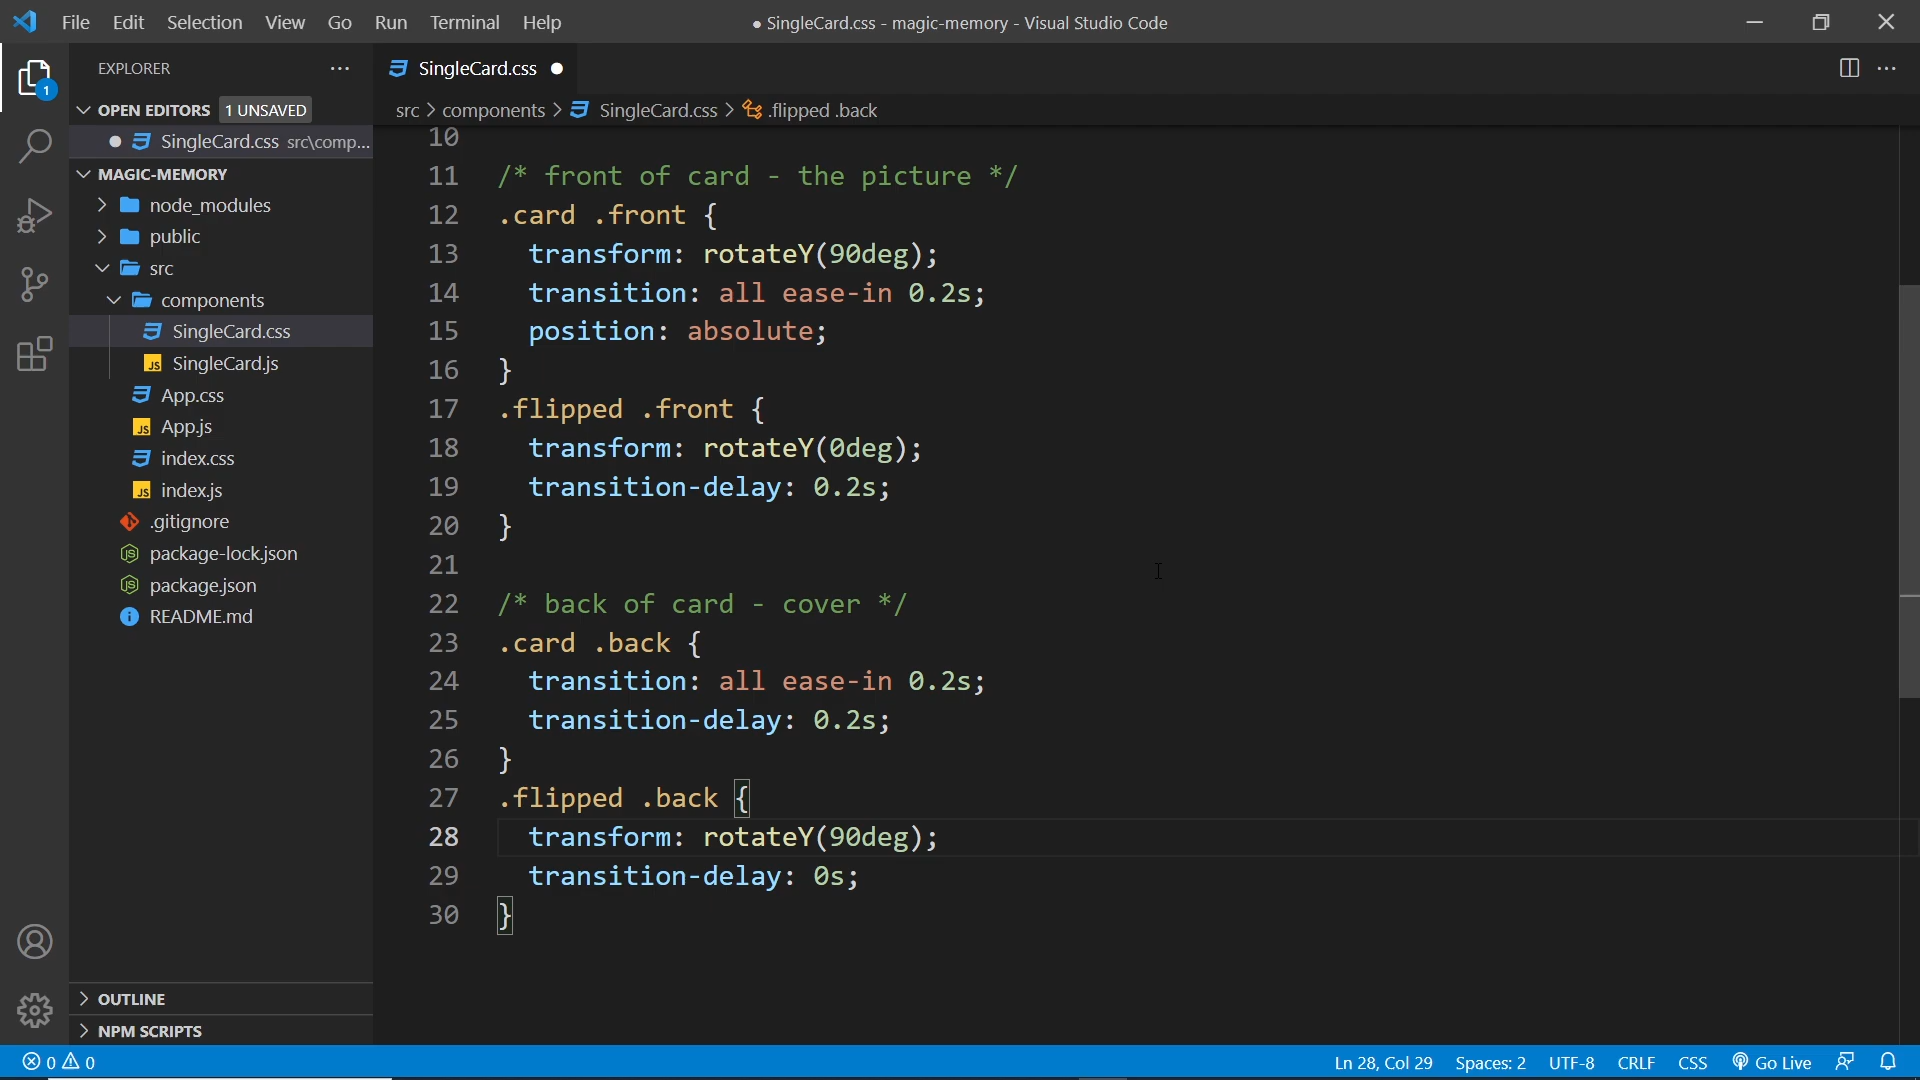 File Edit Selection View Go Run Terminal Help
● SingleCard.css - magic-memory - Visual Studio Code
EXPLORER
OPEN EDITORS 1 UNSAVED
SingleCard.css src\comp...
MAGIC-MEMORY
node_modules
public
src
components
SingleCard.css
SingleCard.js
App.css
App.js
index.css
index.js
.gitignore
package-lock.json
package.json
README.md
OUTLINE
NPM SCRIPTS
1
SingleCard.css
src > components > SingleCard.css > .flipped .back
10
11 /* front of card - the picture */
12 .card .front {
13 transform: rotateY(90deg);
14 transition: all ease-in 0.2s;
15 position: absolute;
16 }
17 .flipped .front {
18 transform: rotateY(0deg);
19 transition-delay: 0.2s;
20 }
21
22 /* back of card - cover */
23 .card .back {
24 transition: all ease-in 0.2s;
25 transition-delay: 0.2s;
26 }
27 .flipped .back {
28 transform: rotateY(90deg);
29 transition-delay: 0s;
30 }
0 0
Ln 28, Col 29 Spaces: 2 UTF-8 CRLF CSS Go Live